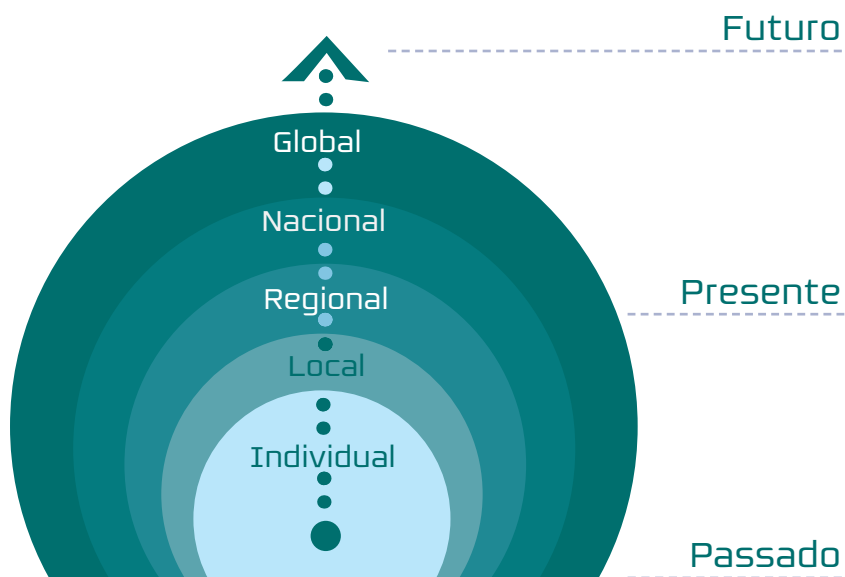 Futuro
Global
Nacional
Regional
Presente
Local
Individual
Passado